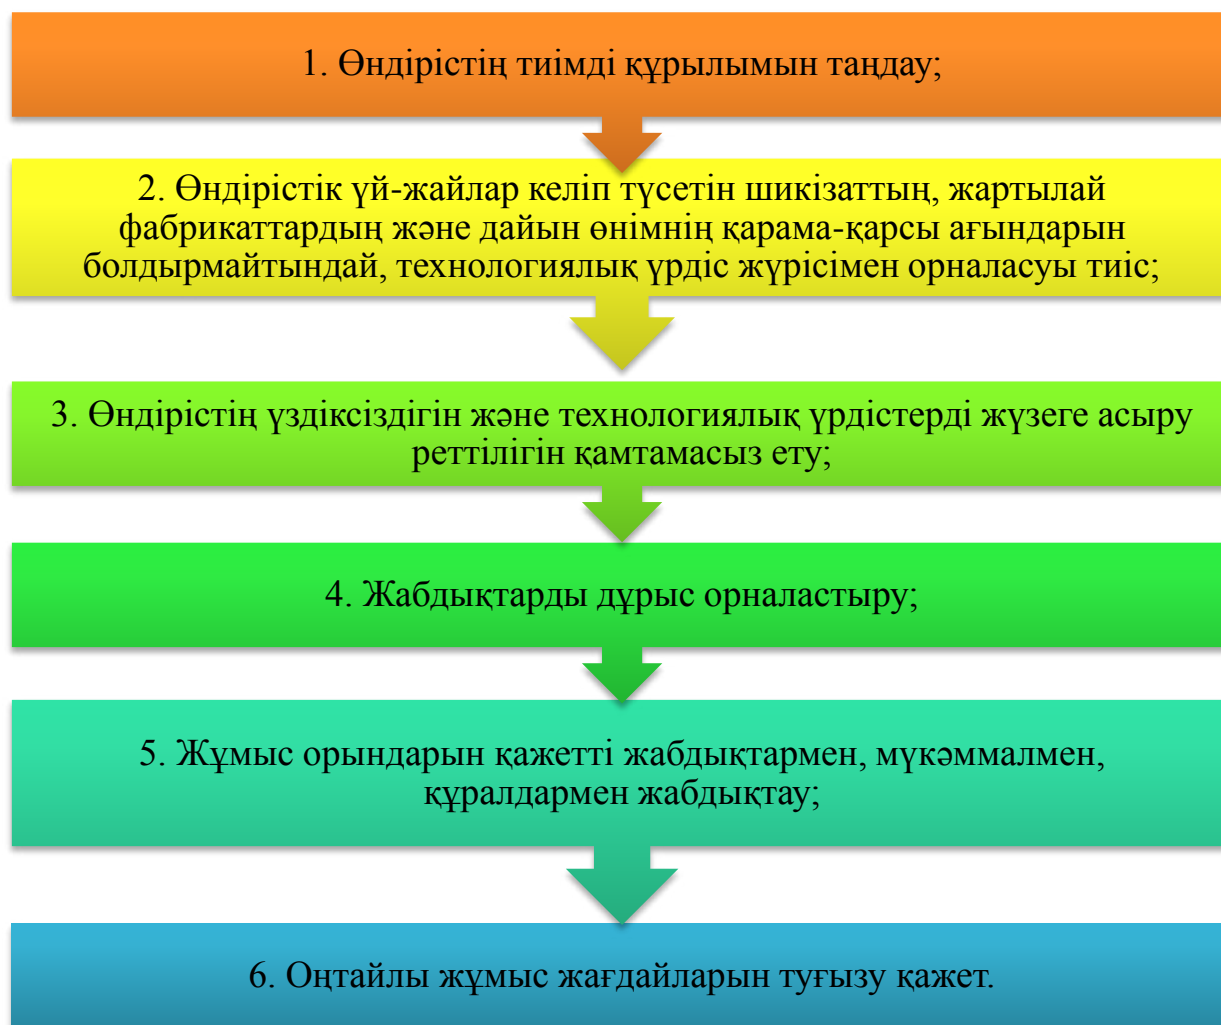 1. Өндірістің тиімді құрылымын таңдау;
2. Өндірістік үй-жайлар келіп түсетін шикізаттың, жартылай
фабрикаттардың және дайын өнімнің қарама-қарсы ағындарын
болдырмайтындай, технологиялық үрдіс жүрісімен орналасуы тиіс;
3. Өндірістің үздіксіздігін және технологиялық үрдістерді жүзеге асыру
реттілігін қамтамасыз ету;
4. Жабдықтарды дұрыс орналастыру;
5. Жұмыс орындарын қажетті жабдықтармен, мүкәммалмен,
құралдармен жабдықтау;
6. Оңтайлы жұмыс жағдайларын туғызу қажет.